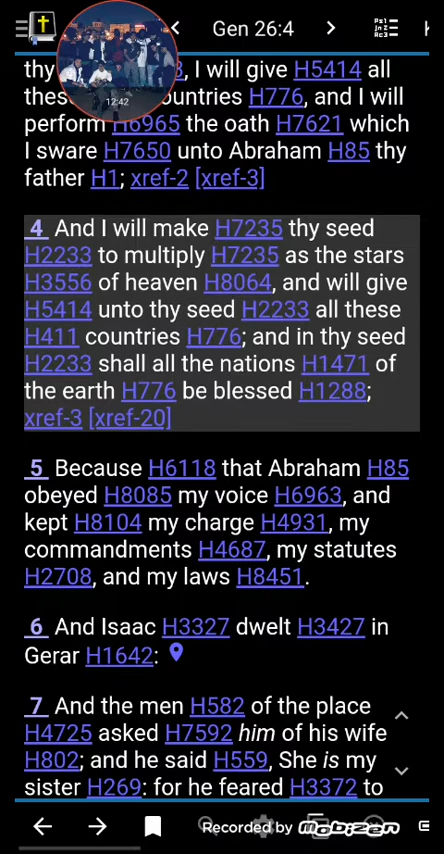 Gen 26:4
12:42
thy 3, I will give H5414 all
countries H776, and I will
perform H6965 the oath H7621 which
I sware H7650 unto Abraham H85 thy
father H1; xref-2 [xref-3]
4 And I will make H7235 thy seed
H2233 to multiply H7235 as the stars
H3556 of heaven H8064, and will give
H5414 unto thy seed H2233 all these
H411 countries H776; and in thy seed
H2233 shall all the nations H1471 of
the earth H776 be blessed H1288;
xref-3 [xref-20]
5 Because H6118 that Abraham H85
obeyed H8085 my voice H6963, and
kept H8104 my charge H4931, my
commandments H4687, my statutes
H2708, and my laws H8451.
6 And Isaac H3327 dwelt H3427 in
Gerar H1642:
7 And the men H582 of the place
H4725 asked H7592 him of his wife
H802; and he said H559, She is my
sister H269: for he feared H3372 to
Recorded by Mobizen